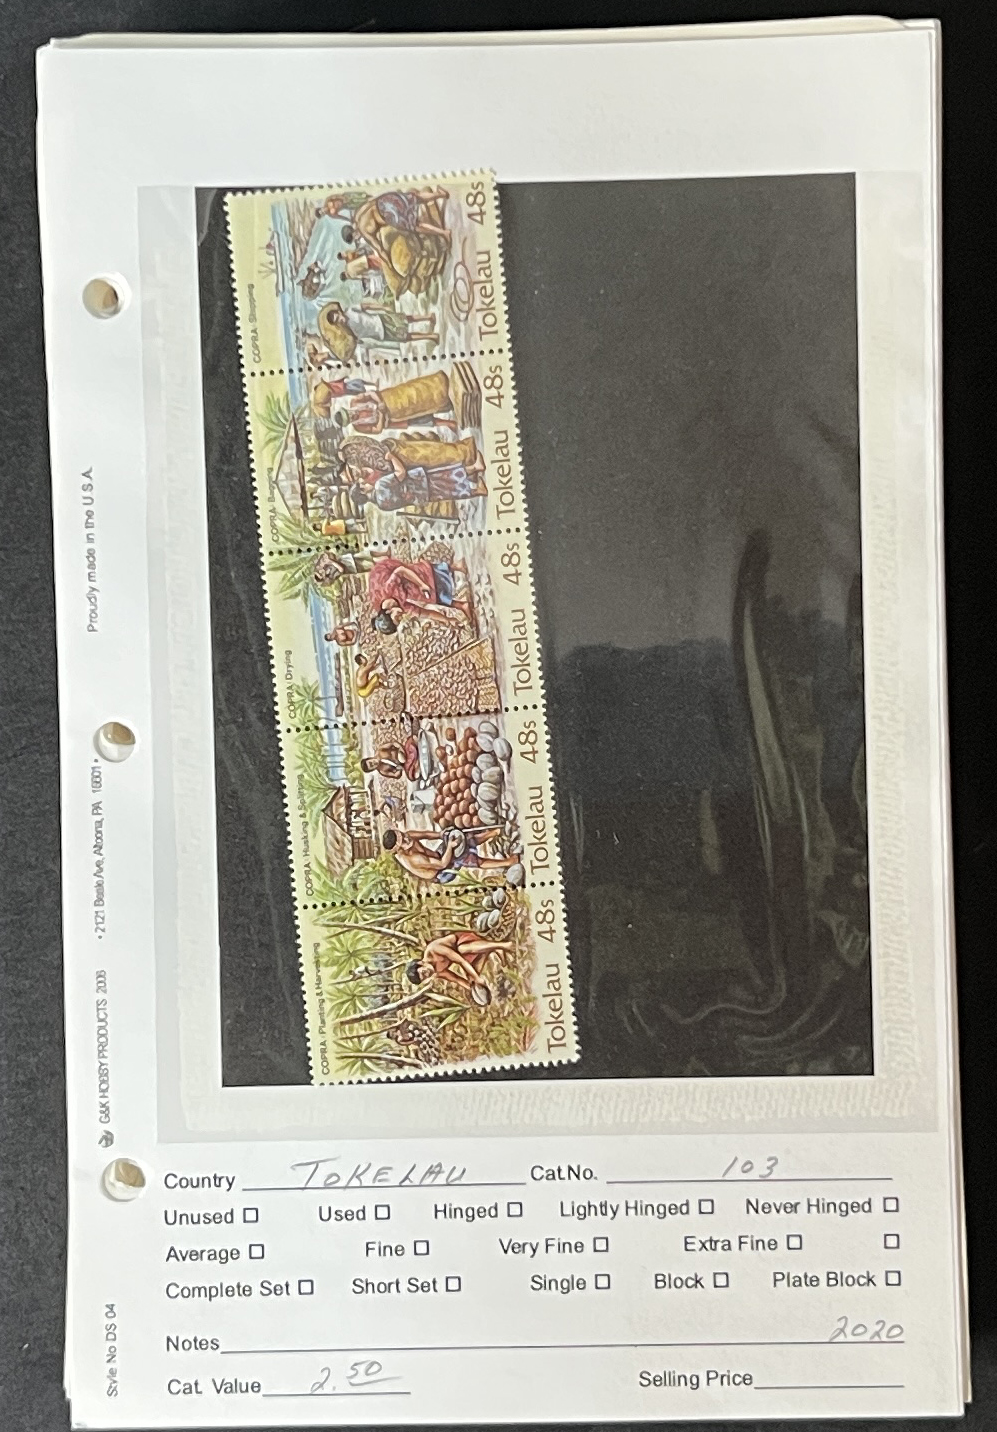 COPRA: Shipping
Tokelau 48s
COPRA: Bagging
Tokelau 48s
COPRA: Drying
Tokelau 48s
COPRA: Husking & Splitting
Tokelau 48s
COPRA: Planting & Harvesting
Tokelau 48s
Style No DS 04
G&K HOBBY PRODUCTS 2006 • 2121 Beale Ave, Altoona, PA 16601 •
Proudly made in the U.S.A.
Country TOKELAU Cat.No. 103
Unused □ Used □ Hinged □ Lightly Hinged □ Never Hinged □
Average □ Fine □ Very Fine □ Extra Fine □ □
Complete Set □ Short Set □ Single □ Block □ Plate Block □
Notes 2020
Cat. Value 2.50 Selling Price